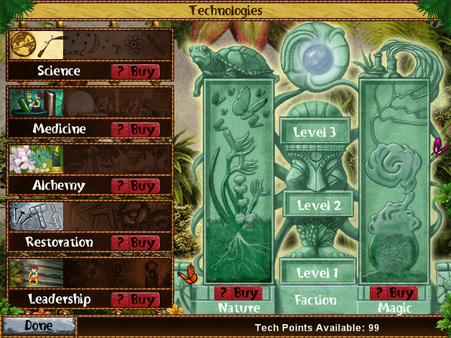 Technologies
Science
? Buy
Medicine
? Buy
Alchemy
? Buy
Restoration
? Buy
Leadership
? Buy
Level 3
Level 2
Level 1
? Buy
Nature
Faction
? Buy
Magic
Done
Tech Points Available: 99